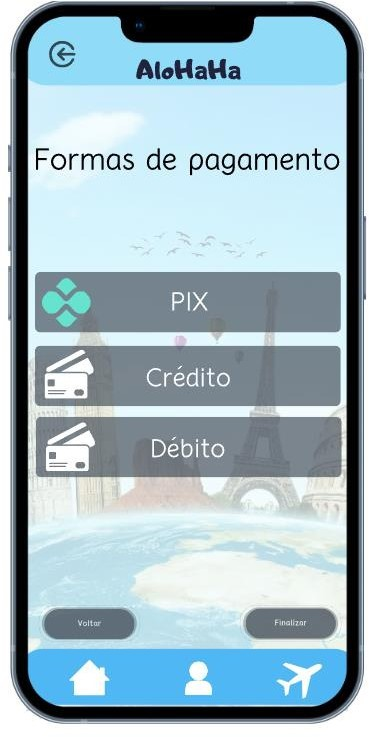 AloHaHa
Formas de pagamento
PIX
Crédito
Débito
Voltar
Finalizar